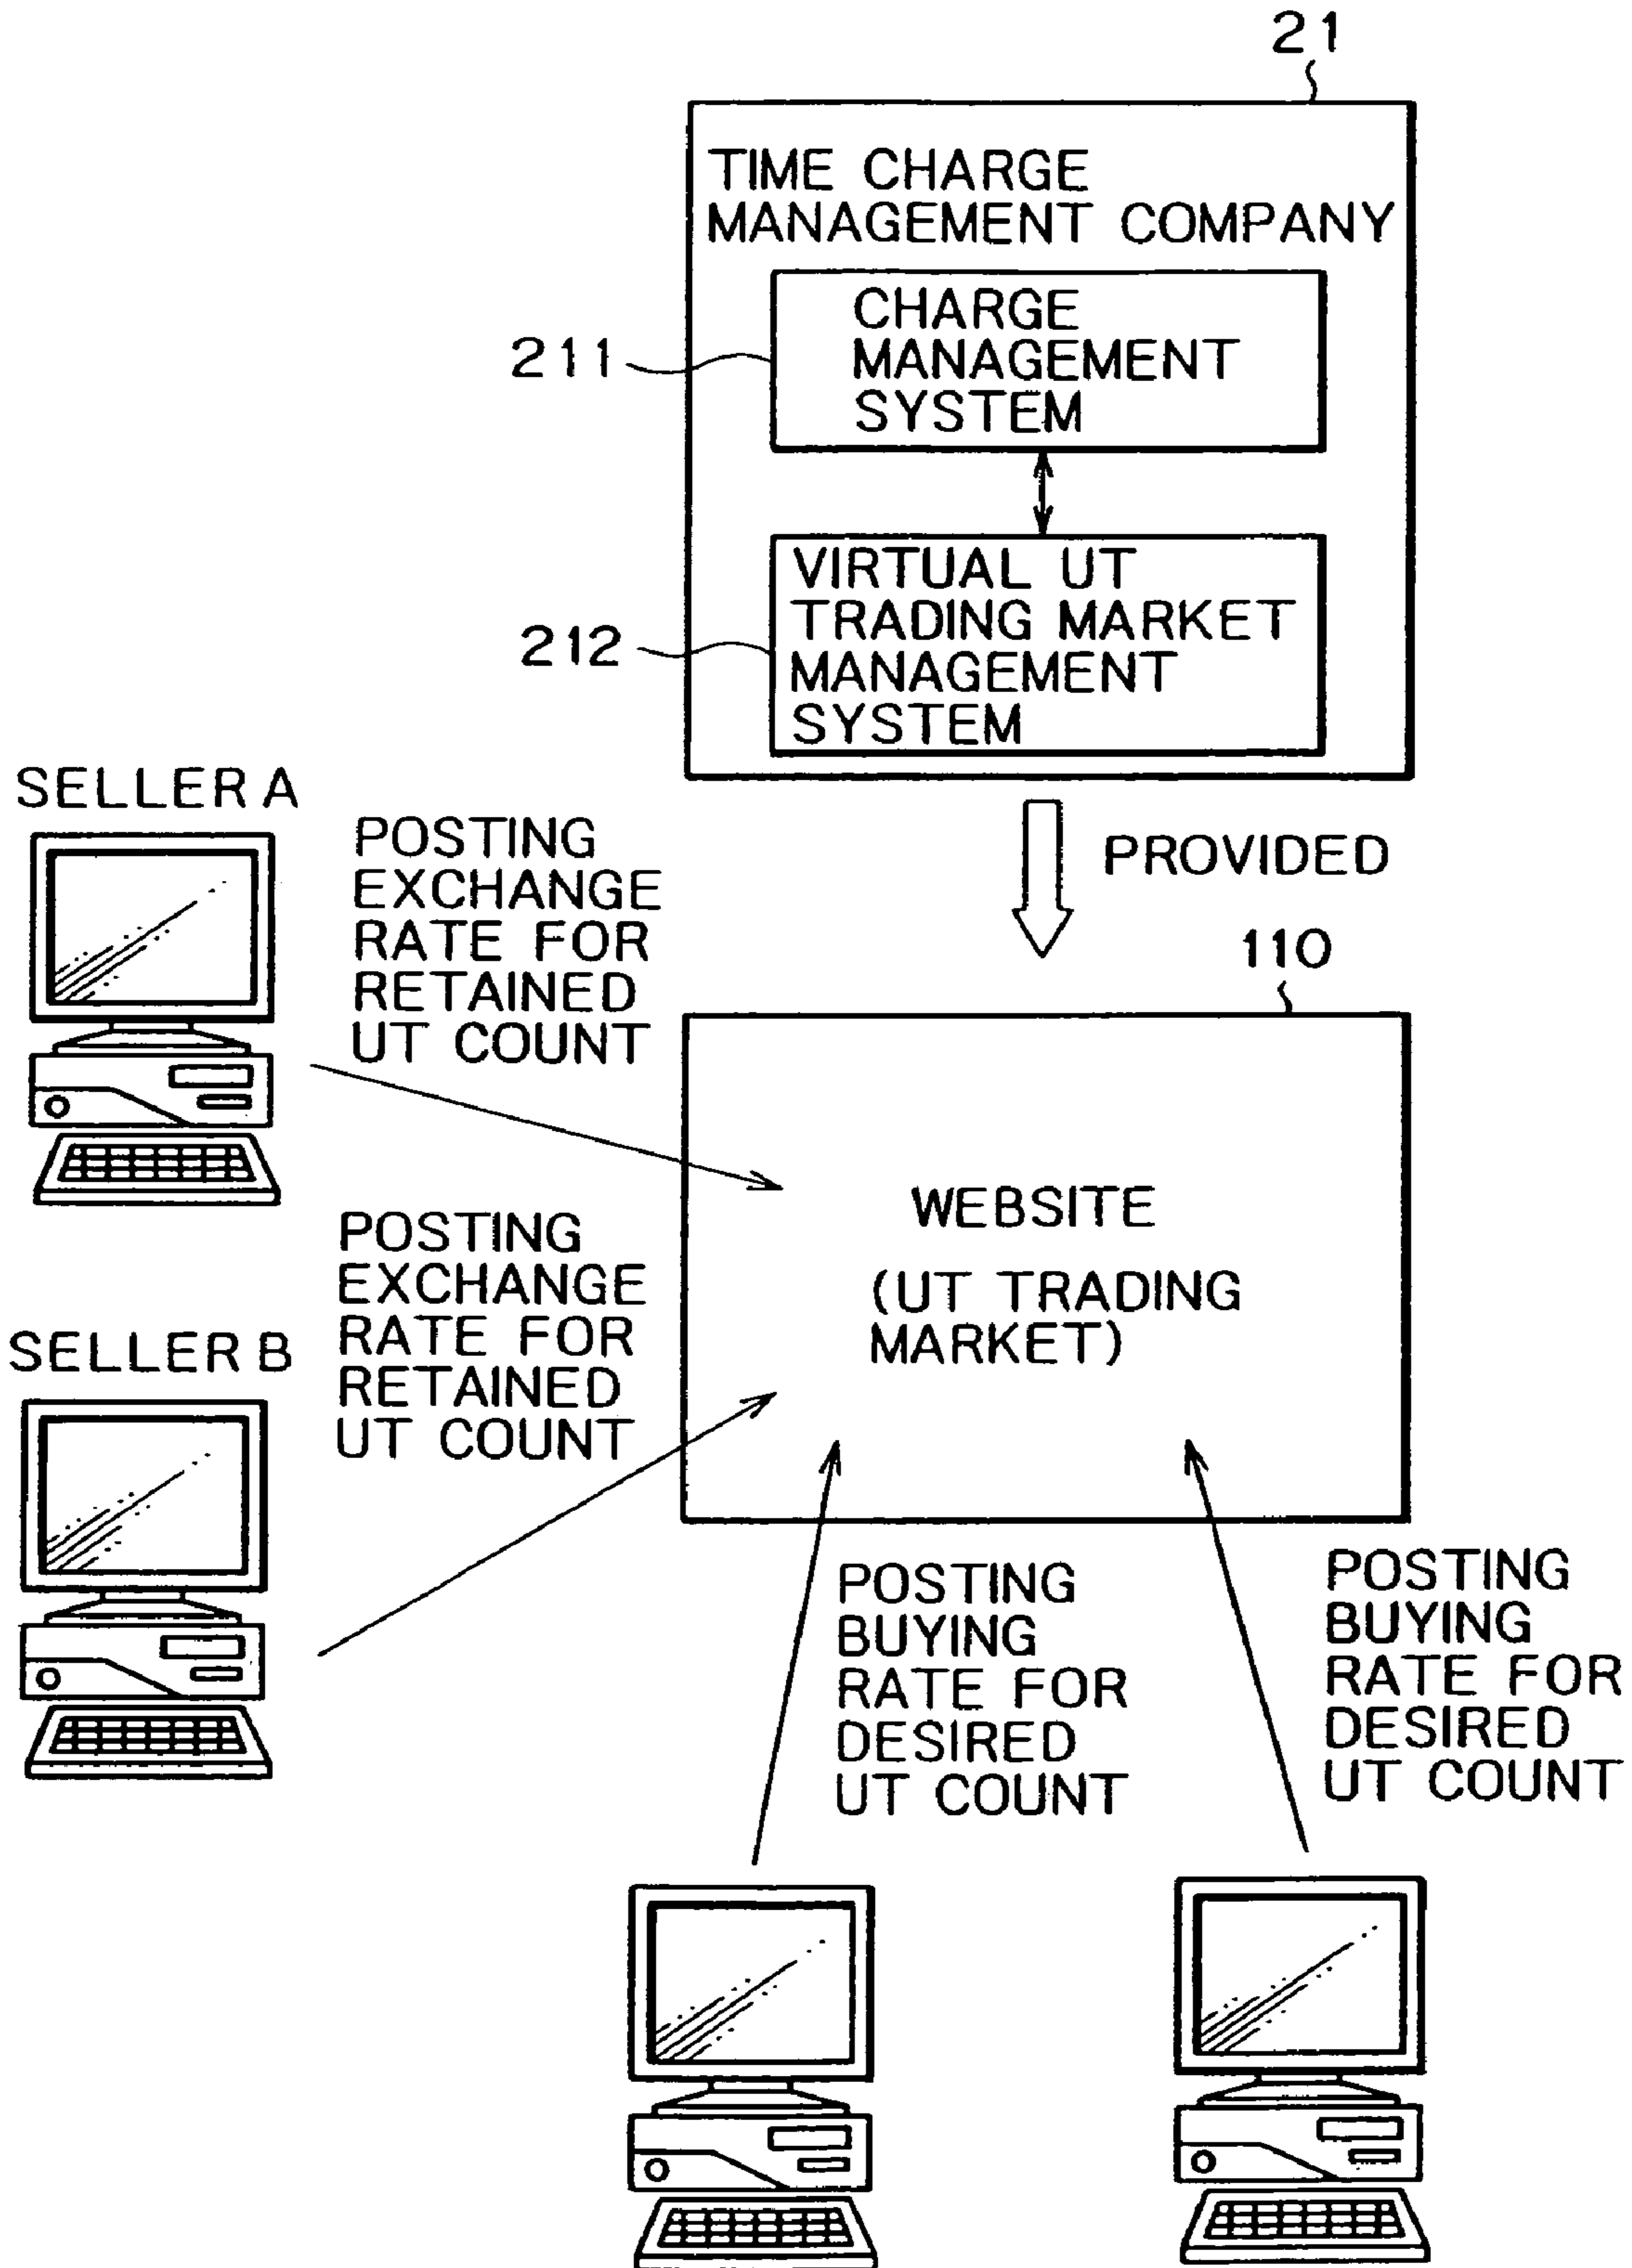 21
TIME CHARGE
MANAGEMENT COMPANY
CHARGE
MANAGEMENT
SYSTEM
211
VIRTUAL UT
TRADING MARKET
MANAGEMENT
SYSTEM
212
PROVIDED
SELLER A
POSTING
EXCHANGE
RATE FOR
RETAINED
UT COUNT
110
WEBSITE
(UT TRADING
MARKET)
SELLER B
POSTING
EXCHANGE
RATE FOR
RETAINED
UT COUNT
POSTING
BUYING
RATE FOR
DESIRED
UT COUNT
POSTING
BUYING
RATE FOR
DESIRED
UT COUNT